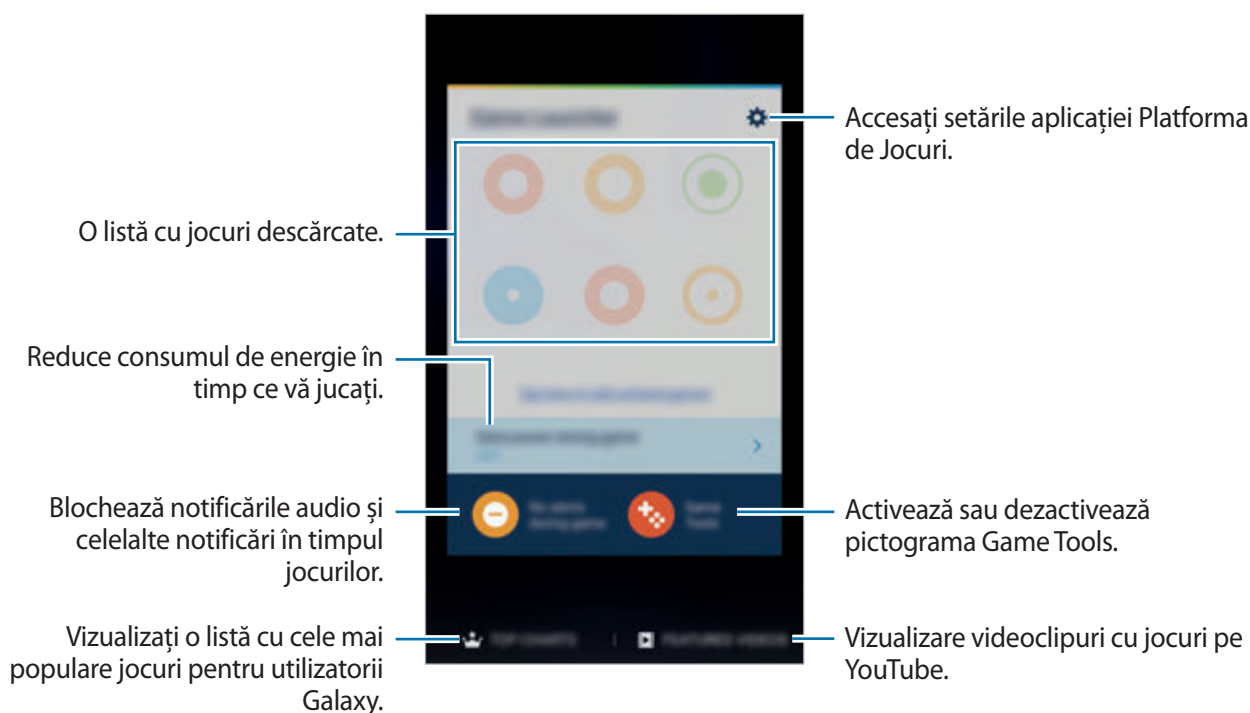 Accesați setările aplicației Platforma
de Jocuri.
O listă cu jocuri descărcate.
Reduce consumul de energie în
timp ce vă jucați.
Blochează notificările audio și
celelalte notificări în timpul
jocurilor.
Activează sau dezactivează
pictograma Game Tools.
Vizualizați o listă cu cele mai
populare jocuri pentru utilizatorii
Galaxy.
Vizualizare videoclipuri cu jocuri pe
YouTube.